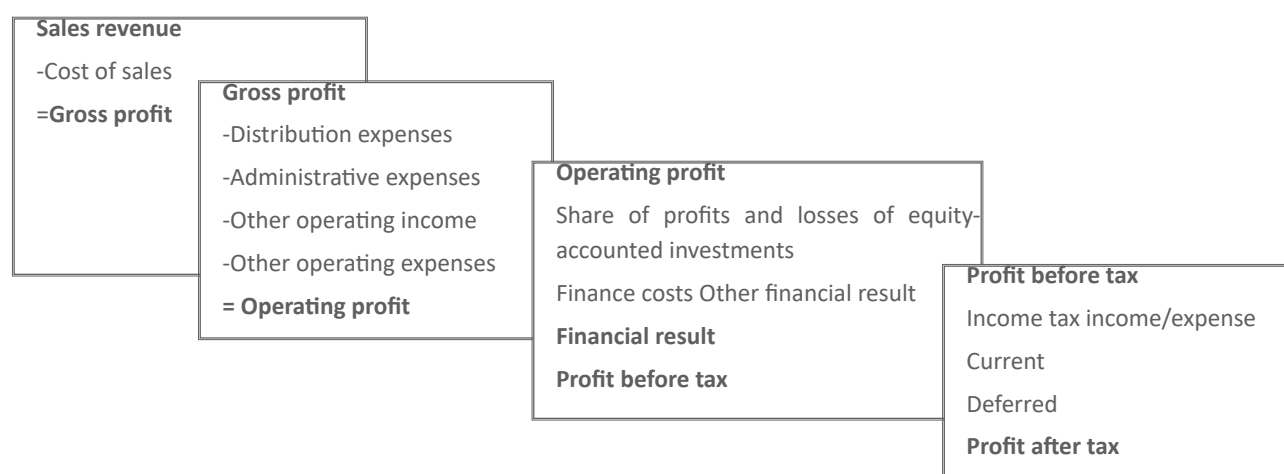 Sales revenue
-Cost of sales
=Gross profit
Gross profit
-Distribution expenses
-Administrative expenses
-Other operating income
-Other operating expenses
= Operating profit
Operating profit
Share of profits and losses of equity-
accounted investments
Finance costs Other financial result
Financial result
Profit before tax
Profit before tax
Income tax income/expense
Current
Deferred
Profit after tax